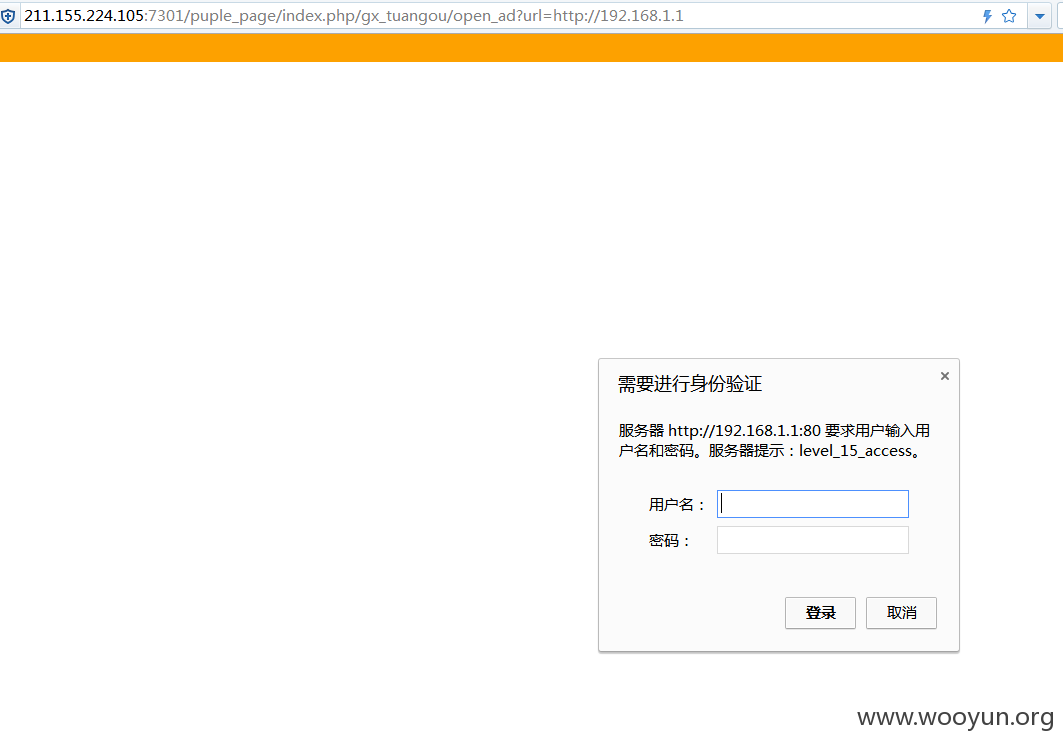 211.155.224.105:7301/puple_page/index.php/gx_tuangou/open_ad?url=http://192.168.1.1
需要进行身份验证
服务器 http://192.168.1.1:80 要求用户输入用
户名和密码。服务器提示：level_15_access。
用户名：
密码：
登录 取消
www.wooyun.org